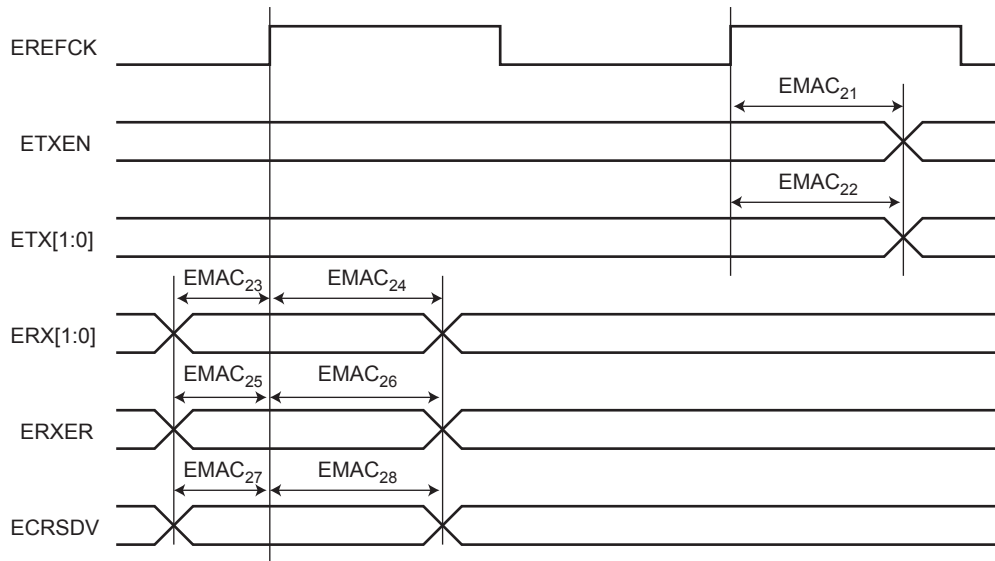 EREFCK
EMAC21
ETXEN
EMAC22
ETX[1:0]
EMAC23 EMAC24
ERX[1:0]
EMAC25 EMAC26
ERXER
EMAC27 EMAC28
ECRSDV